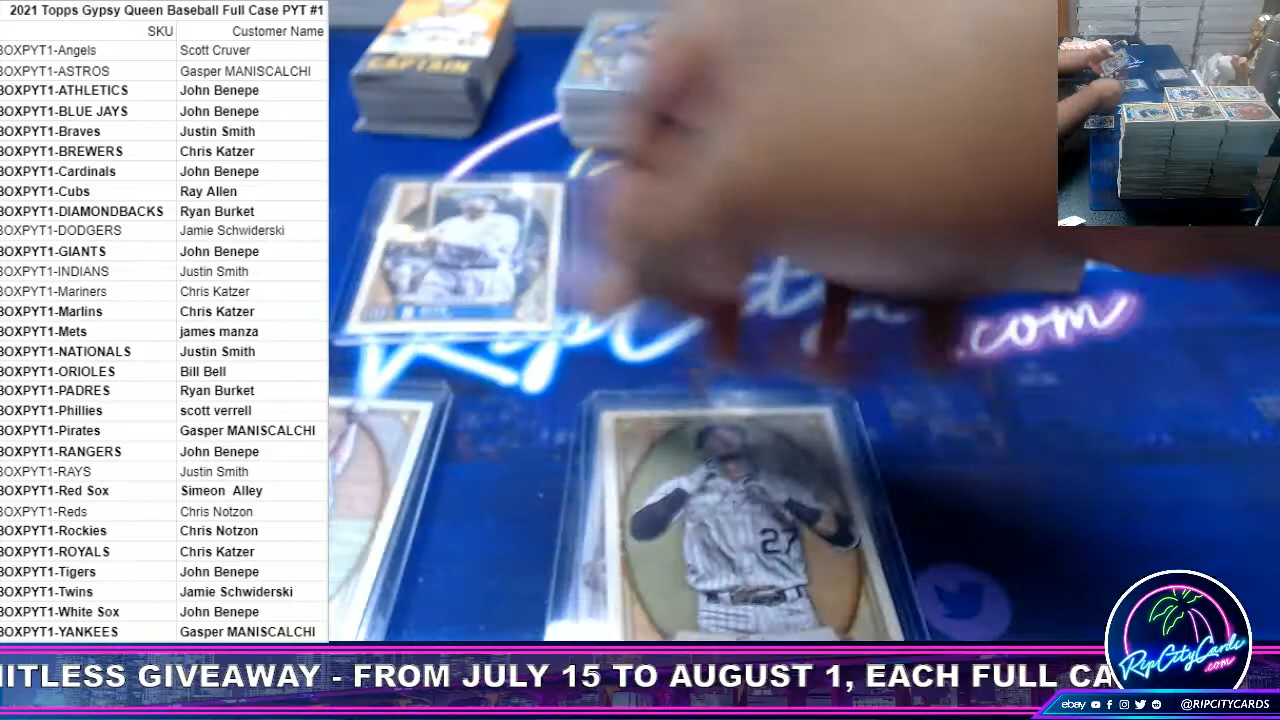 2021 Topps Gypsy Queen Baseball Full Case PYT #1
SKU Customer Name
BOXPYT1-Angels Scott Cruver
BOXPYT1-ASTROS Gasper MANISCALCHI
BOXPYT1-ATHLETICS John Benepe
BOXPYT1-BLUE JAYS John Benepe
BOXPYT1-Braves Justin Smith
BOXPYT1-BREWERS Chris Katzer
BOXPYT1-Cardinals John Benepe
BOXPYT1-Cubs Ray Allen
BOXPYT1-DIAMONDBACKS Ryan Burket
BOXPYT1-DODGERS Jamie Schwiderski
BOXPYT1-GIANTS John Benepe
BOXPYT1-INDIANS Justin Smith
BOXPYT1-Mariners Chris Katzer
BOXPYT1-Marlins Chris Katzer
BOXPYT1-Mets james manza
BOXPYT1-NATIONALS Justin Smith
BOXPYT1-ORIOLES Bill Bell
BOXPYT1-PADRES Ryan Burket
BOXPYT1-Phillies scott verrell
BOXPYT1-Pirates Gasper MANISCALCHI
BOXPYT1-RANGERS John Benepe
BOXPYT1-RAYS Justin Smith
BOXPYT1-Red Sox Simeon Alley
BOXPYT1-Reds Chris Notzon
BOXPYT1-Rockies Chris Notzon
BOXPYT1-ROYALS Chris Katzer
BOXPYT1-Tigers John Benepe
BOXPYT1-Twins Jamie Schwiderski
BOXPYT1-White Sox John Benepe
BOXPYT1-YANKEES Gasper MANISCALCHI
CAPTAIN
.com
27
ITLESS GIVEAWAY - FROM JULY 15 TO AUGUST 1, EACH FULL CA
RipCityCards
.com
ebay @RIPCITYCARDS